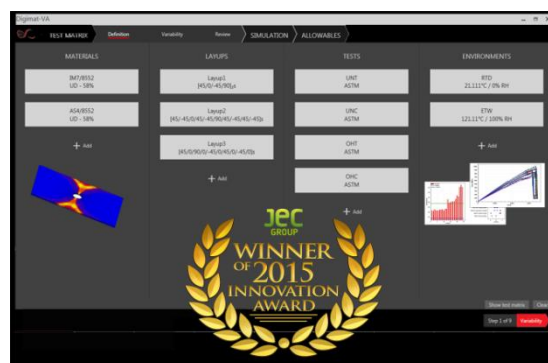 Digimat-VA
TEST MATRIX
Definition
Variability
Review
SIMULATION
ALLOWABLES
MATERIALS
IM7/8552
UD - 58%
AS4/8552
UD - 58%
+ Add
LAYUPS
Layup1
Layup2
Layup3
+ Add
TESTS
UNT
ASTM
UNC
ASTM
OHT
ASTM
OHC
ASTM
+ Add
ENVIRONMENTS
RTD
21.111°C / 0% RH
ETW
121.11°C / 100% RH
+ Add
JEC
GROUP
WINNER
OF 2015
INNOVATION
AWARD
Show test matrix
Clear
Step 1 of 9
Variability